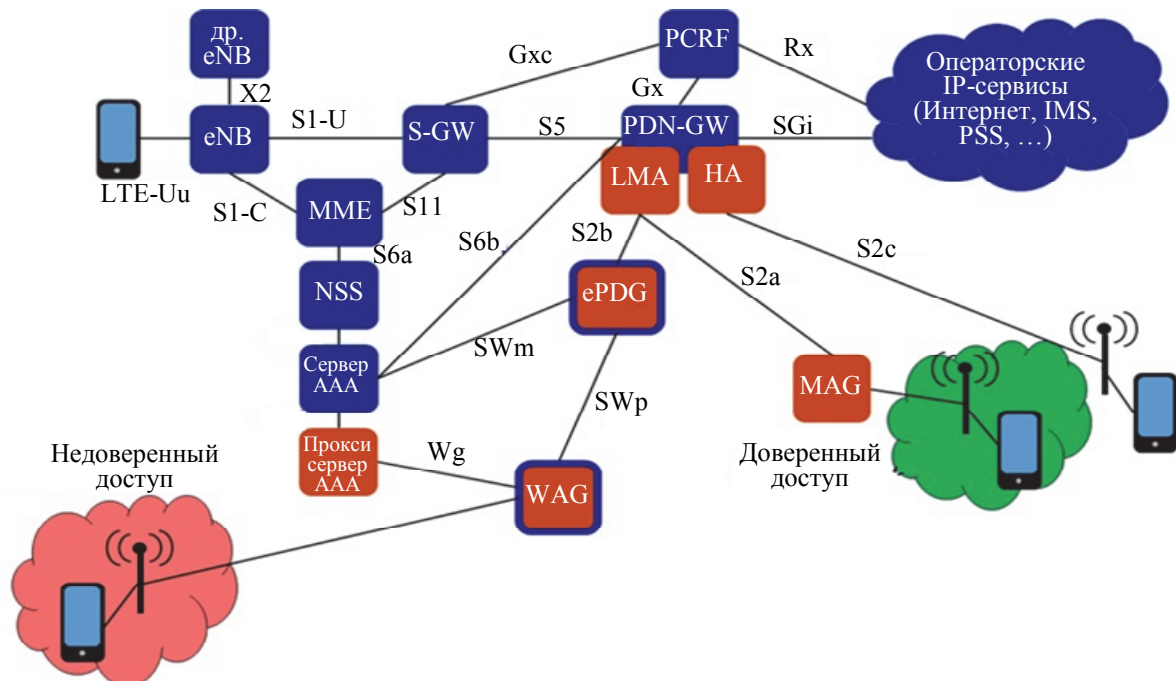 др.
eNB
X2
eNB
LTE-Uu
S1-U
S1-C
S-GW
MME
S11
S6a
NSS
Сервер
ААА
Прокси
сервер
ААА
Gxc
PCRF
Rx
Gx
S5
PDN-GW
SGi
LMA
HA
Операторские
IP-сервисы
(Интернет, IMS,
PSS, ...)
S6b
S2b
S2a
S2c
ePDG
SWm
SWp
MAG
Wg
WAG
Недоверенный
доступ
Доверенный
доступ